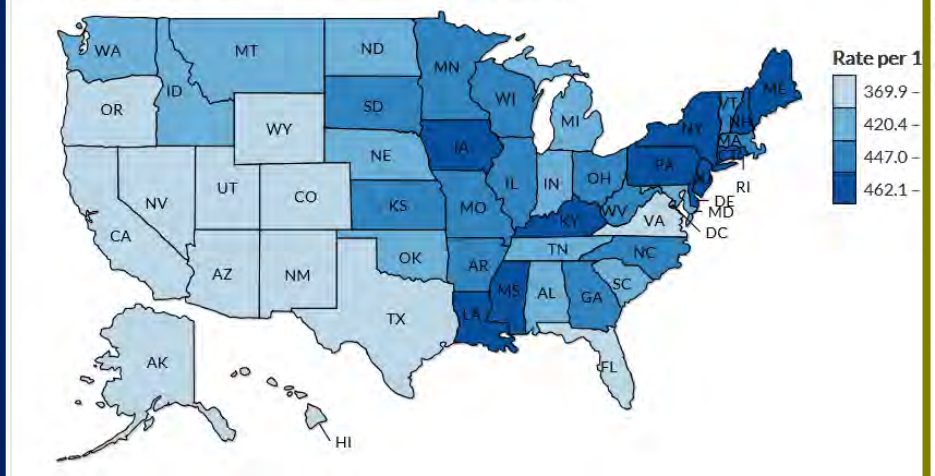 WA
MT
ND
MN
OR
ID
SD
WI
MI
VT
NH
ME
NY
MA
WY
IA
NE
PA
NJ
RI
NV
UT
CO
IL
IN
OH
DE
MD
DC
CA
KS
MO
KY
WV
VA
AZ
NM
OK
AR
TN
NC
SC
TX
LA
MS
AL
GA
FL
AK
HI
Rate per 1
369.9 –
420.4 –
447.0 –
462.1 –